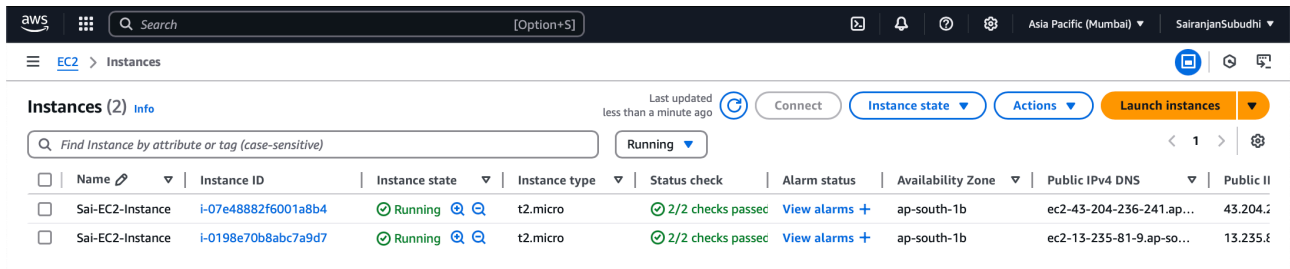 aws Search [Option+S] Asia Pacific (Mumbai) ▼ SairanjanSubudhi ▼
EC2 > Instances
Instances (2) Info Last updated less than a minute ago Connect Instance state ▼ Actions ▼ Launch instances ▼
Find Instance by attribute or tag (case-sensitive) Running ▼ < 1 >
Name Instance ID Instance state Instance type Status check Alarm status Availability Zone Public IPv4 DNS Public
Sai-EC2-Instance i-07e48882f6001a8b4 Running t2.micro 2/2 checks passed View alarms + ap-south-1b ec2-43-204-236-241.ap... 43.204.2
Sai-EC2-Instance i-0198e70b8abc7a9d7 Running t2.micro 2/2 checks passed View alarms + ap-south-1b ec2-13-235-81-9.ap-so... 13.235.8